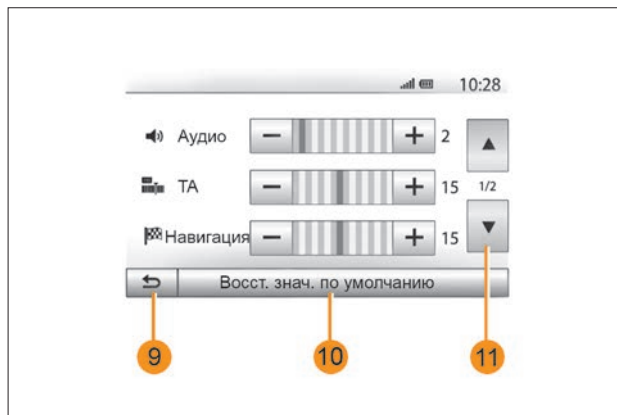 10:28
Аудио − + 2
TA − + 15
1/2
Навигация − + 15
Восст. знач. по умолчанию
9 10 11